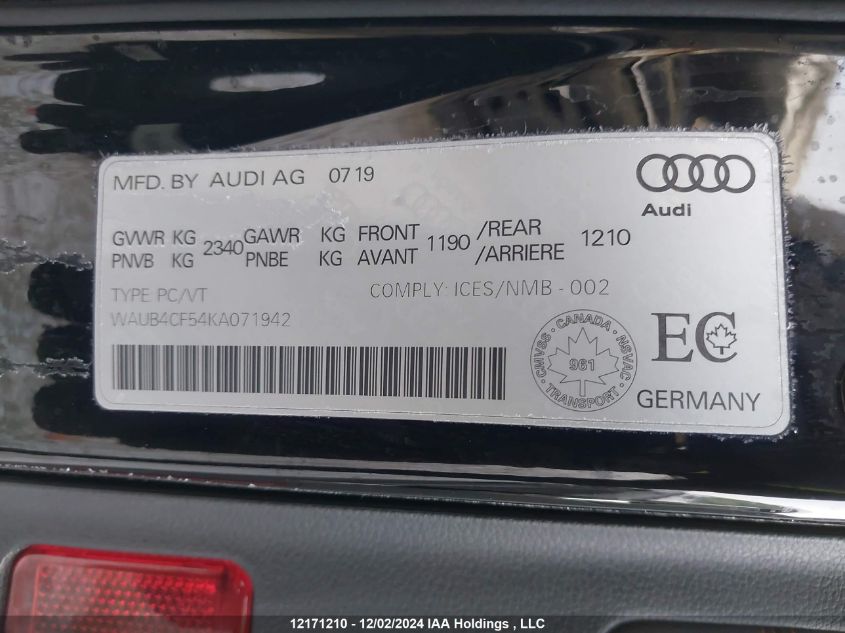 MFD. BY AUDI AG 0719
Audi
GVWR KG 2340 GAWR KG FRONT 1190 /REAR 1210
PNVB KG PNBE KG AVANT /ARRIERE
TYPE PC/VT COMPLY: ICES/NMB - 002
WAUB4CF54KA071942
CANADA
CMVSS NSVAC
961
TRANSPORT
EC
GERMANY
12171210 - 12/02/2024 IAA Holdings , LLC